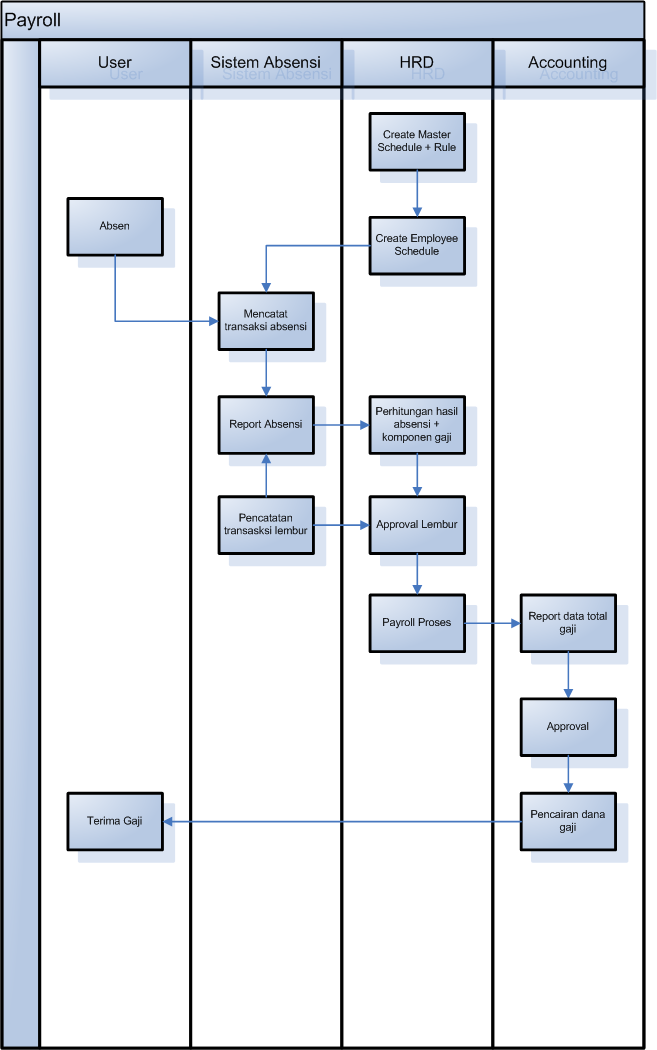 Payroll
User
Sistem Absensi
HRD
Accounting
Create Master
Schedule + Rule
Absen
Create Employee
Schedule
Mencatat
transaksi absensi
Report Absensi
Perhitungan hasil
absensi +
komponen gaji
Pencatatan
transasksi lembur
Approval Lembur
Payroll Proses
Report data total
gaji
Approval
Terima Gaji
Pencairan dana
gaji